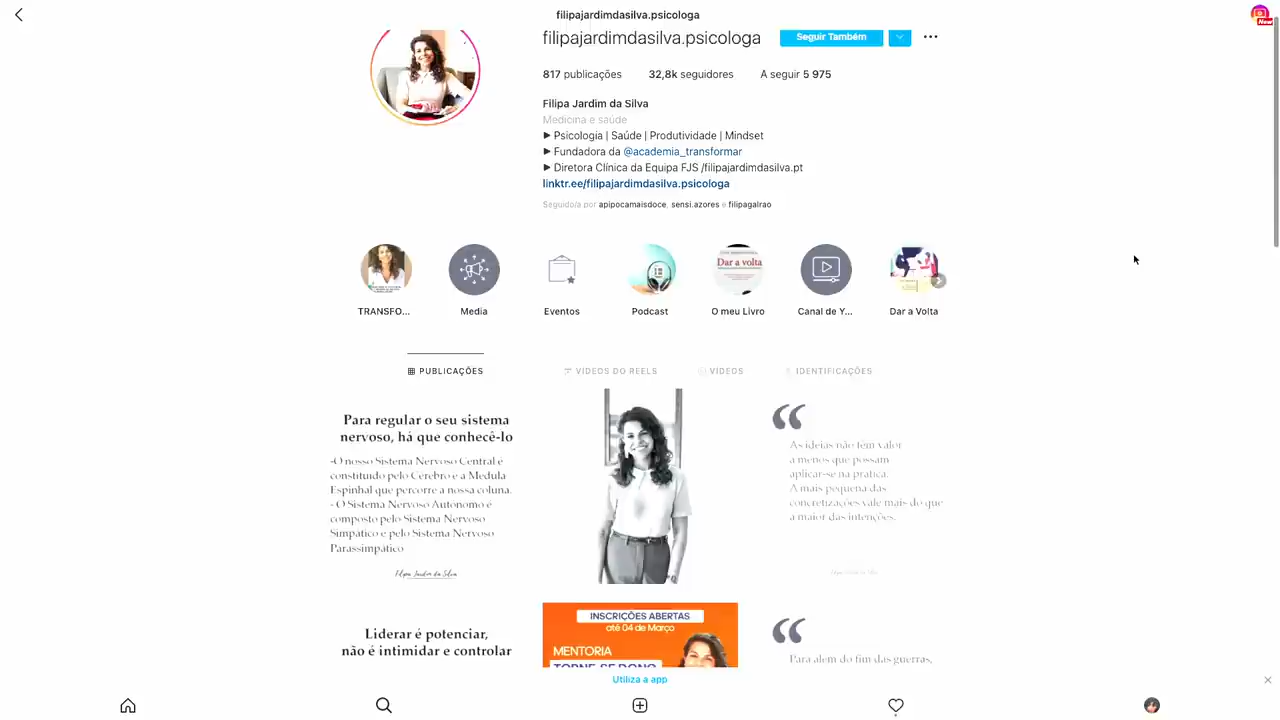 filipajardimdasilva.psicologa
New
filipajardimdasilva.psicologa
Seguir Também
817 publicações 32,8k seguidores A seguir 5 975
Filipa Jardim da Silva
Medicina e saúde
► Psicologia | Saúde | Produtividade | Mindset
► Fundadora da @academia_transformar
► Diretora Clínica da Equipa FJS /filipajardimdasilva.pt
linktr.ee/filipajardimdasilva.psicologa
Seguido/a por apipocamaisdoce, sensi.azores e filipagalrao
Dar a volta
TRANSFO... Media Eventos Podcast O meu Livro Canal de Y... Dar a Volta
PUBLICAÇÕES VÍDEOS DO REELS VÍDEOS IDENTIFICAÇÕES
Para regular o seu sistema
nervoso, há que conhecê-lo
-O nosso Sistema Nervoso Central é
constituído pelo Cérebro e a Medula
Espinhal que percorre a nossa coluna.
- O Sistema Nervoso Autónomo é
composto pelo Sistema Nervoso
Simpático e pelo Sistema Nervoso
Parassimpático
Filipa Jardim da Silva
“
As ideias não têm valor
a menos que possam
aplicar-se na prática.
A mais pequena das
concretizações vale mais do que
a maior das intenções.
Liderar é potenciar,
não é intimidar e controlar
INSCRIÇÕES ABERTAS
até 04 de Março
MENTORIA
TORNE-SE DONO
“
Para além do fim das guerras,
Utiliza a app